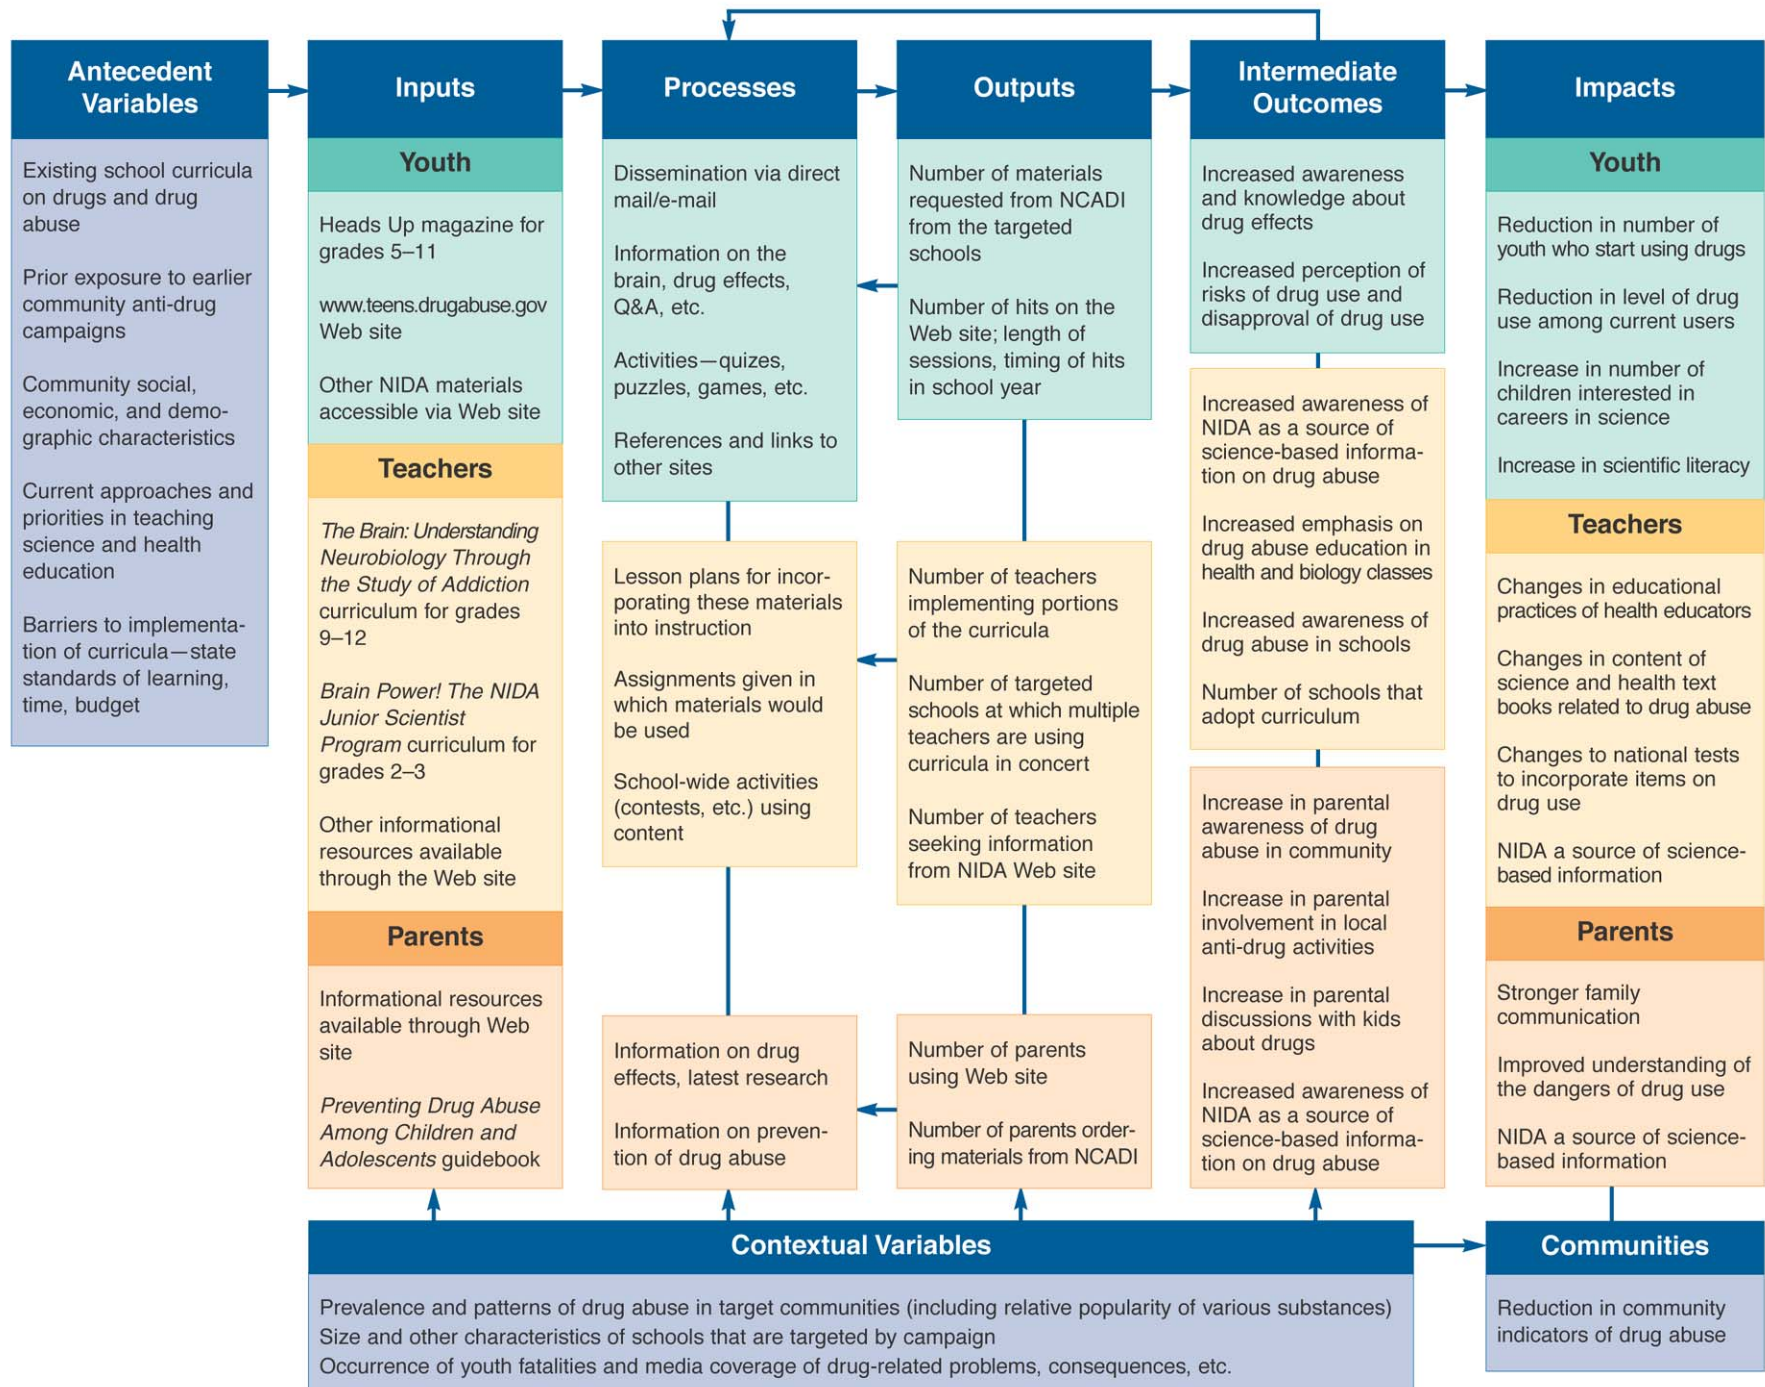 Antecedent
Variables
Existing school curricula
on drugs and drug
abuse
Prior exposure to earlier
community anti-drug
campaigns
Community social,
economic, and demo-
graphic characteristics
Current approaches and
priorities in teaching
science and health
education
Barriers to implementa-
tion of curricula—state
standards of learning,
time, budget
Inputs
Youth
Heads Up magazine for
grades 5–11
www.teens.drugabuse.gov
Web site
Other NIDA materials
accessible via Web site
Teachers
The Brain: Understanding
Neurobiology Through
the Study of Addiction
curriculum for grades
9–12
Brain Power! The NIDA
Junior Scientist
Program curriculum for
grades 2–3
Other informational
resources available
through the Web site
Parents
Informational resources
available through Web
site
Preventing Drug Abuse
Among Children and
Adolescents guidebook
Processes
Dissemination via direct
mail/e-mail
Information on the
brain, drug effects,
Q&A, etc.
Activities—quizes,
puzzles, games, etc.
References and links to
other sites
Lesson plans for incor-
porating these materials
into instruction
Assignments given in
which materials would
be used
School-wide activities
(contests, etc.) using
content
Information on drug
effects, latest research
Information on preven-
tion of drug abuse
Outputs
Number of materials
requested from NCADI
from the targeted
schools
Number of hits on the
Web site; length of
sessions, timing of hits
in school year
Number of teachers
implementing portions
of the curricula
Number of targeted
schools at which multiple
teachers are using
curricula in concert
Number of teachers
seeking information
from NIDA Web site
Number of parents
using Web site
Number of parents order-
ing materials from NCADI
Intermediate
Outcomes
Increased awareness
and knowledge about
drug effects
Increased perception of
risks of drug use and
disapproval of drug use
Increased awareness of
NIDA as a source of
science-based informa-
tion on drug abuse
Increased emphasis on
drug abuse education in
health and biology classes
Increased awareness of
drug abuse in schools
Number of schools that
adopt curriculum
Increase in parental
awareness of drug
abuse in community
Increase in parental
involvement in local
anti-drug activities
Increase in parental
discussions with kids
about drugs
Increased awareness of
NIDA as a source of
science-based informa-
tion on drug abuse
Impacts
Youth
Reduction in number of
youth who start using drugs
Reduction in level of drug
use among current users
Increase in number of
children interested in
careers in science
Increase in scientific literacy
Teachers
Changes in educational
practices of health educators
Changes in content of
science and health text
books related to drug abuse
Changes to national tests
to incorporate items on
drug use
NIDA a source of science-
based information
Parents
Stronger family
communication
Improved understanding of
the dangers of drug use
NIDA a source of science-
based information
Contextual Variables
Prevalence and patterns of drug abuse in target communities (including relative popularity of various substances)
Size and other characteristics of schools that are targeted by campaign
Occurrence of youth fatalities and media coverage of drug-related problems, consequences, etc.
Communities
Reduction in community
indicators of drug abuse